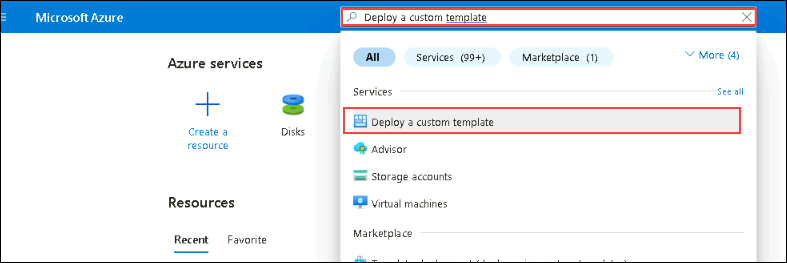 Microsoft Azure
Deploy a custom template
All
Services (99+)
Marketplace (1)
More (4)
Azure services
Create a
resource
Disks
Services
See all
Deploy a custom template
Advisor
Storage accounts
Virtual machines
Resources
Recent
Favorite
Marketplace